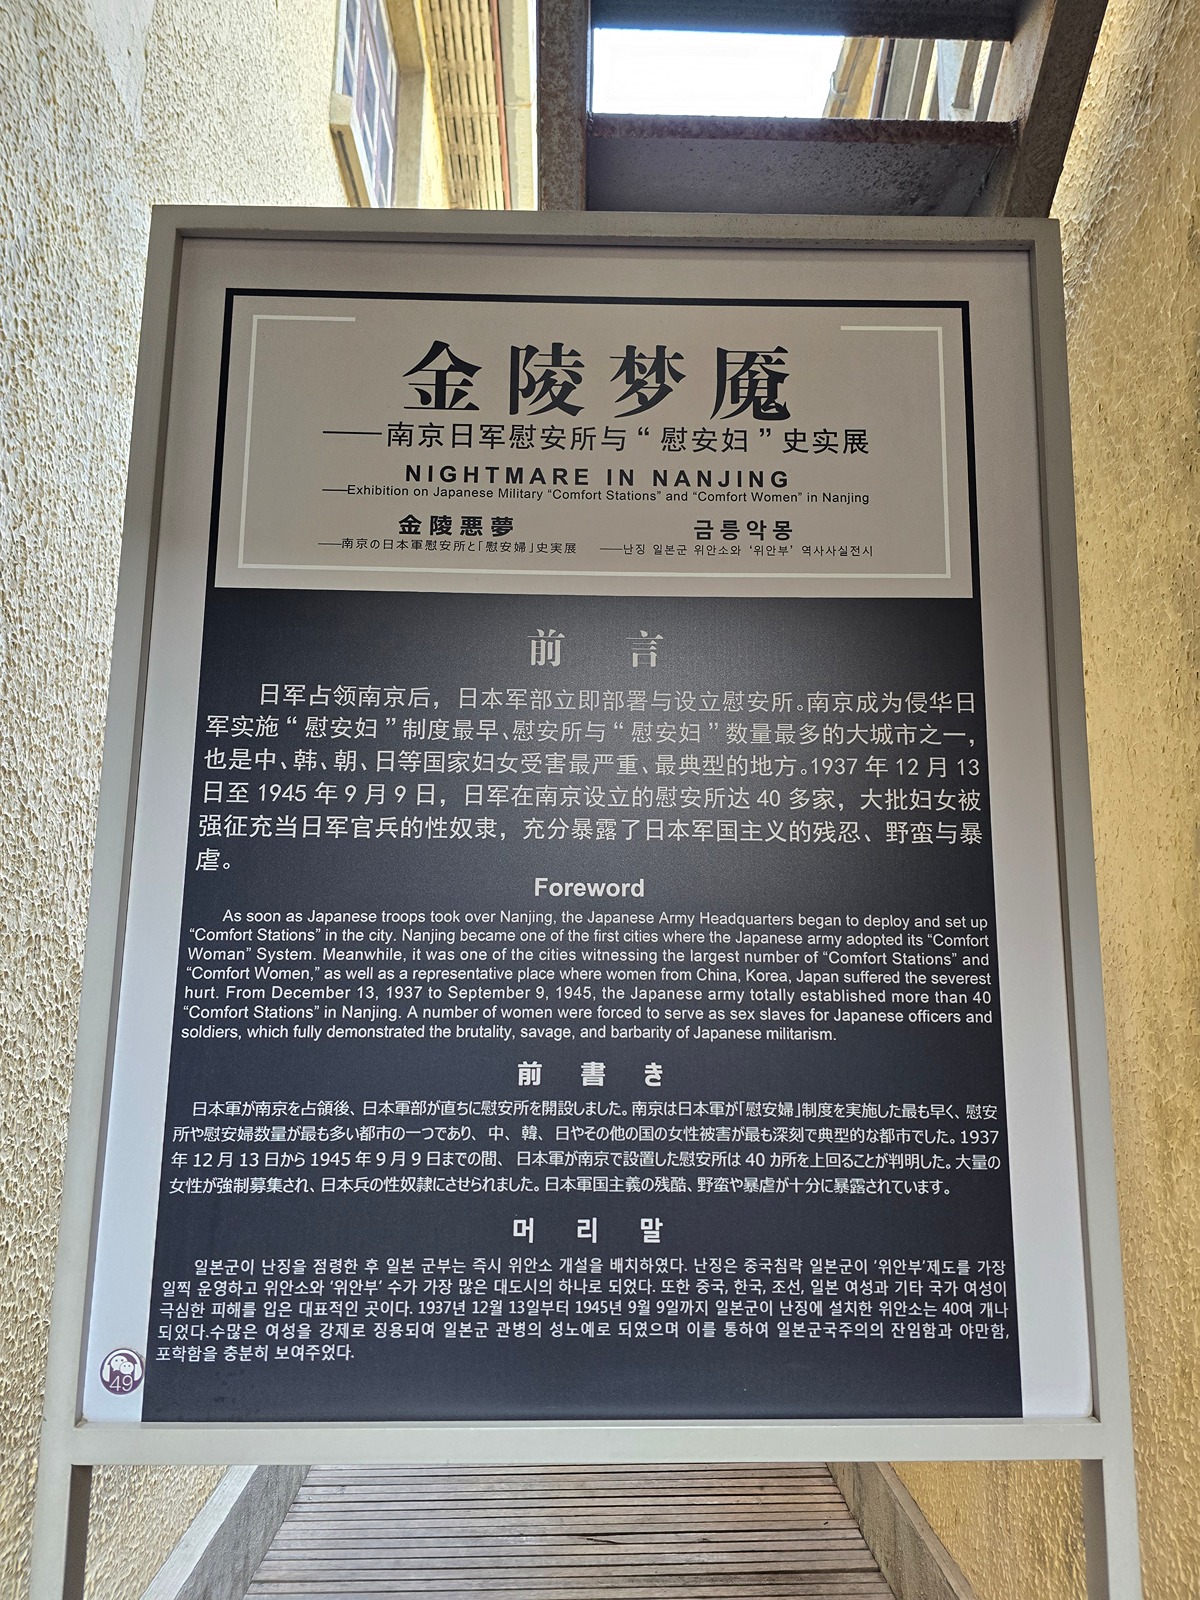 金陵梦魇
——南京日军慰安所与“慰安妇”史实展
NIGHTMARE IN NANJING
——Exhibition on Japanese Military “Comfort Stations” and “Comfort Women” in Nanjing
金陵悪夢
——南京の日本軍慰安所と「慰安婦」史実展
금릉악몽
——난징 일본군 위안소와 ‘위안부’ 역사사실전시
前言
日军占领南京后，日本军部立即部署与设立慰安所。南京成为侵华日
军实施“慰安妇”制度最早、慰安所与“慰安妇”数量最多的大城市之一，
也是中、韩、朝、日等国家妇女受害最严重、最典型的地方。1937 年 12 月 13
日至 1945 年 9 月 9 日，日军在南京设立的慰安所达 40 多家，大批妇女被
强征充当日军官兵的性奴隶，充分暴露了日本军国主义的残忍、野蛮与暴
虐。
Foreword
As soon as Japanese troops took over Nanjing, the Japanese Army Headquarters began to deploy and set up
“Comfort Stations” in the city. Nanjing became one of the first cities where the Japanese army adopted its “Comfort
Woman” System. Meanwhile, it was one of the cities witnessing the largest number of “Comfort Stations” and
“Comfort Women,” as well as a representative place where women from China, Korea, Japan suffered the severest
hurt. From December 13, 1937 to September 9, 1945, the Japanese army totally established more than 40
“Comfort Stations” in Nanjing. A number of women were forced to serve as sex slaves for Japanese officers and
soldiers, which fully demonstrated the brutality, savage, and barbarity of Japanese militarism.
前書き
日本軍が南京を占領後、日本軍部が直ちに慰安所を開設しました。南京は日本軍が「慰安婦」制度を実施した最も早く、慰安
所や慰安婦数量が最も多い都市の一つであり、中、韓、日やその他の国の女性被害が最も深刻で典型的な都市でした。1937
年 12 月 13 日から 1945 年 9 月 9 日までの間、日本軍が南京で設置した慰安所は 40 カ所を上回ることが判明した。大量の
女性が強制募集され、日本兵の性奴隷にさせられました。日本軍国主義の残酷、野蛮や暴虐が十分に暴露されています。
머리말
일본군이 난징을 점령한 후 일본 군부는 즉시 위안소 개설을 배치하였다. 난징은 중국침략 일본군이 ‘위안부’제도를 가장
일찍 운영하고 위안소와 ‘위안부’ 수가 가장 많은 대도시의 하나로 되었다. 또한 중국, 한국, 조선, 일본 여성과 기타 국가 여성이
극심한 피해를 입은 대표적인 곳이다. 1937년 12월 13일부터 1945년 9월 9일까지 일본군이 난징에 설치한 위안소는 40여 개나
되었다.수많은 여성을 강제로 징용되여 일본군 관병의 성노예로 되였으며 이를 통하여 일본군국주의의 잔임함과 야만함,
포학함을 충분히 보여주었다.
49